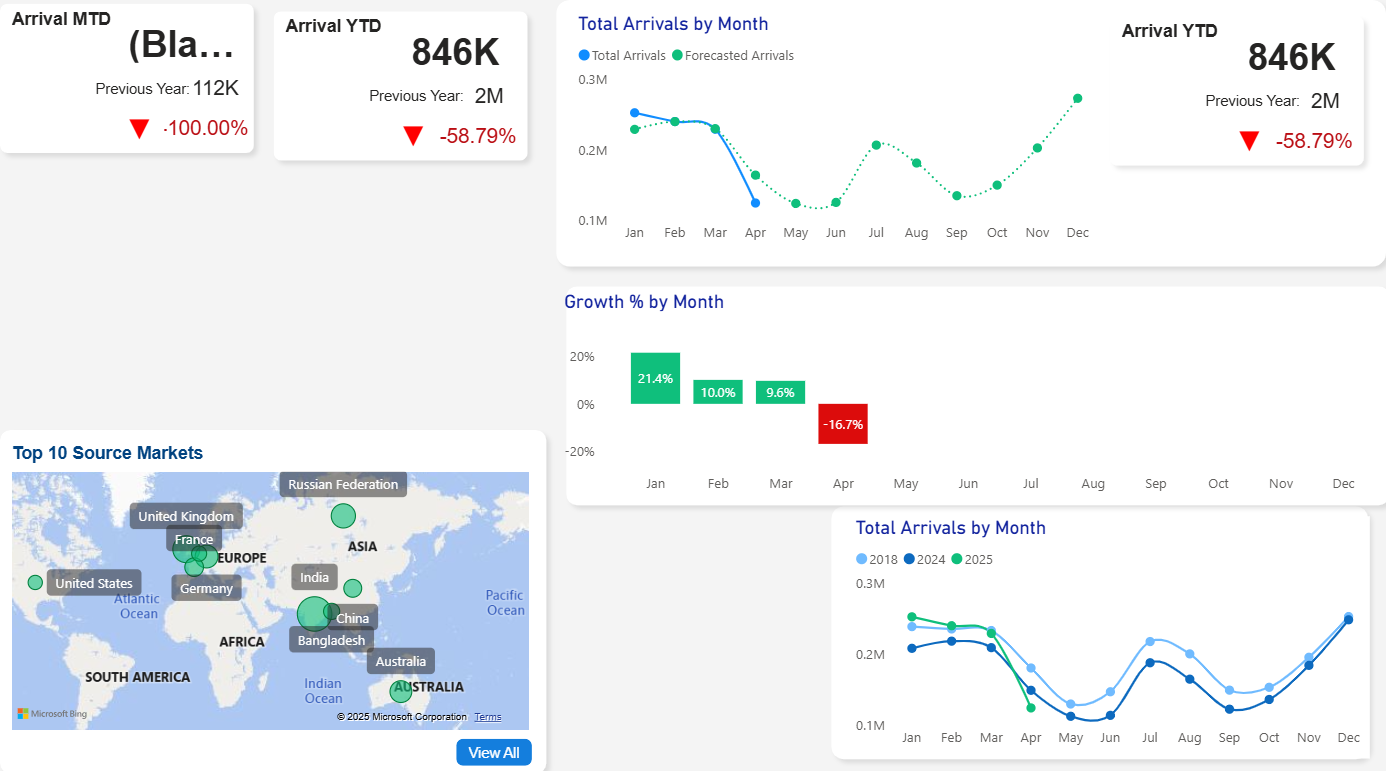 Arrival MTD
(Bla...
Previous Year: 112K
-100.00%
Arrival YTD
846K
Previous Year: 2M
-58.79%
Total Arrivals by Month
Total Arrivals Forecasted Arrivals
0.3M
0.2M
0.1M
Jan Feb Mar Apr May Jun Jul Aug Sep Oct Nov Dec
Arrival YTD
846K
Previous Year: 2M
-58.79%
Growth % by Month
20%
0%
-20%
21.4% 10.0% 9.6% -16.7%
Jan Feb Mar Apr May Jun Jul Aug Sep Oct Nov Dec
Top 10 Source Markets
Russian Federation
United Kingdom
France
EUROPE
ASIA
United States
Germany
India
Atlantic
Ocean
Pacific
Ocean
China
Bangladesh
AFRICA
Australia
SOUTH AMERICA
Indian
Ocean
AUSTRALIA
Microsoft Bing
© 2025 Microsoft Corporation Terms
View All
Total Arrivals by Month
2018 2024 2025
0.3M
0.2M
0.1M
Jan Feb Mar Apr May Jun Jul Aug Sep Oct Nov Dec